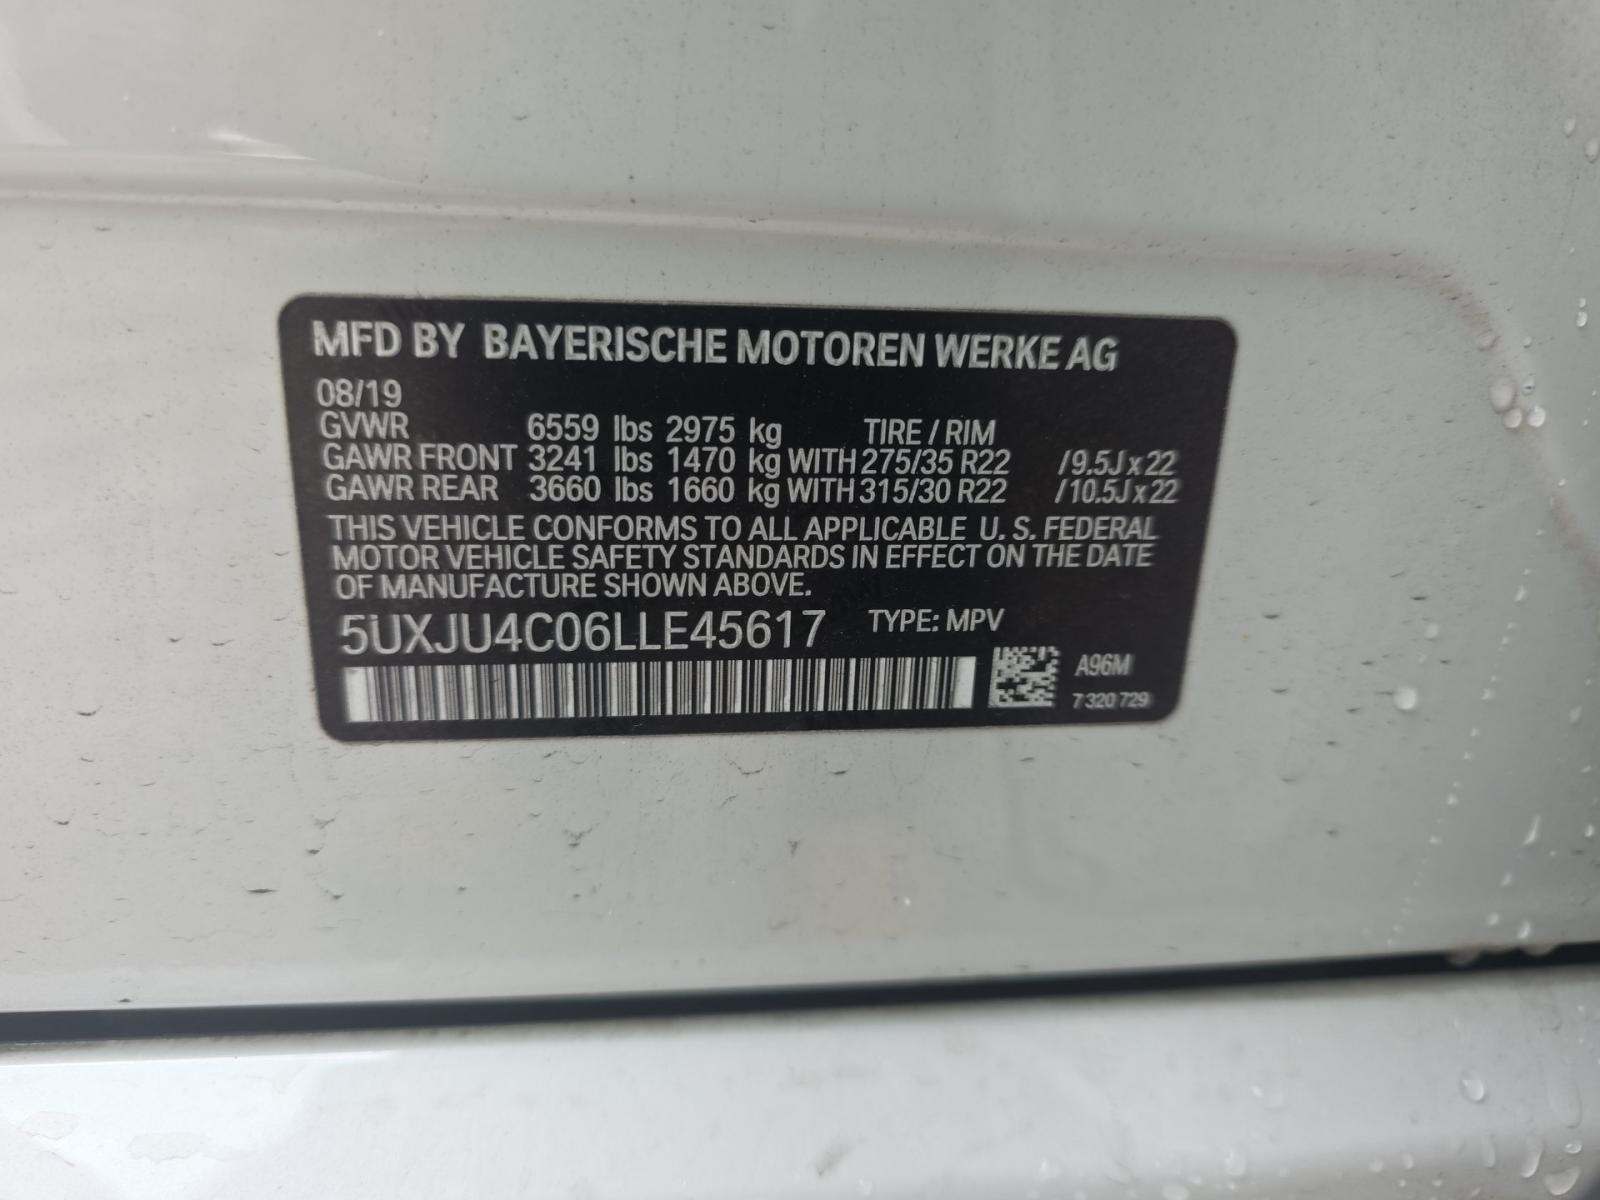 MFD BY BAYERISCHE MOTOREN WERKE AG
08/19
GVWR 6559 lbs 2975 kg TIRE / RIM
GAWR FRONT 3241 lbs 1470 kg WITH 275/35 R22 /9.5J x 22
GAWR REAR 3660 lbs 1660 kg WITH 315/30 R22 /10.5J x 22
THIS VEHICLE CONFORMS TO ALL APPLICABLE U. S. FEDERAL
MOTOR VEHICLE SAFETY STANDARDS IN EFFECT ON THE DATE
OF MANUFACTURE SHOWN ABOVE.
5UXJU4C06LLE45617 TYPE: MPV
A96M
7 320 729